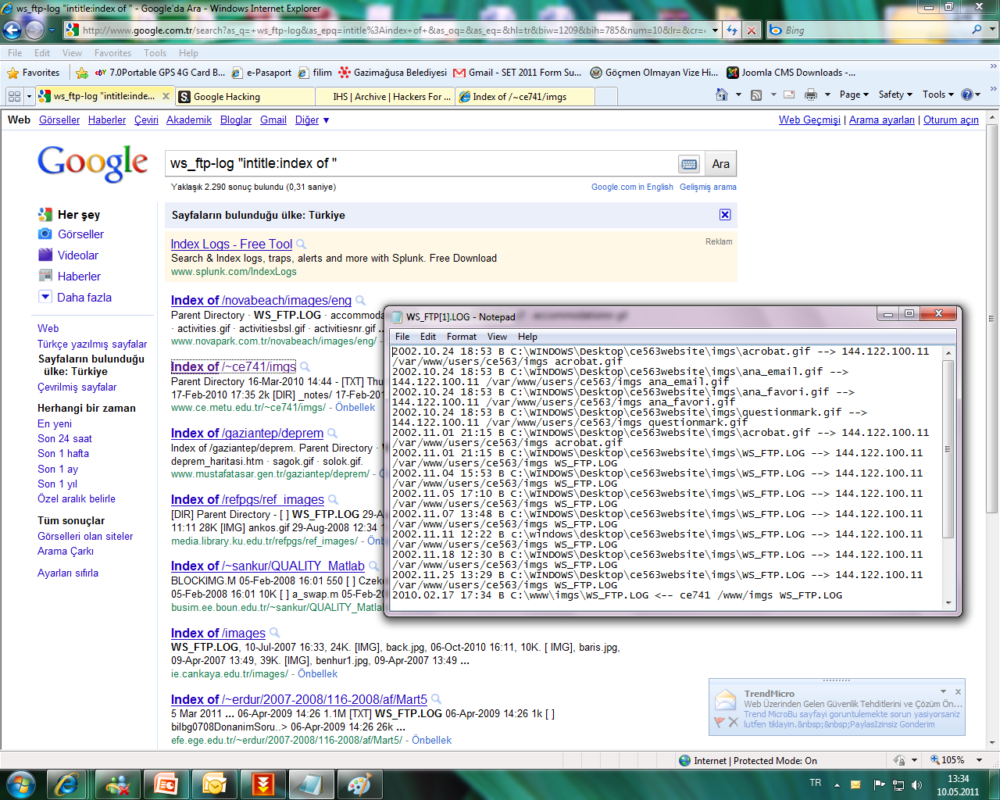 ws_ftp-log "intitle:index of " - Google'da Ara - Windows Internet Explorer
http://www.google.com.tr/search?as_q=+ws_ftp-log&as_epq=intitle%3Aindex+of+&as_oq=&as_eq=&hl=tr&biw=1209&bih=785&num=10&lr=&cr=
Bing
File Edit View Favorites Tools Help
Favorites 7.0Portable GPS 4G Card B... e-Pasaport filim Gazimağusa Belediyesi Gmail - SET 2011 Form Su... Göçmen Olmayan Vize Hi... Joomla CMS Downloads -...
ws_ftp-log "intitle:inde... Google Hacking IHS | Archive | Hackers For ... Index of /~ce741/imgs Page Safety Tools
Web Görseller Haberler Çeviri Akademik Bloglar Gmail Diğer ▼ Web Geçmişi | Arama ayarları | Oturum açın
Google
ws_ftp-log "intitle:index of " Ara
Yaklaşık 2.290 sonuç bulundu (0,31 saniye) Google.com in English Gelişmiş arama
Her şey
Görseller
Videolar
Haberler
Daha fazla
Web
Türkçe yazılmış sayfalar
Sayfaların bulunduğu
ülke: Türkiye
Çevrilmiş sayfalar
Herhangi bir zaman
En yeni
Son 24 saat
Son 1 hafta
Son 1 ay
Son 1 yıl
Özel aralık belirle
Tüm sonuçlar
Görselleri olan siteler
Arama Çarkı
Ayarları sıfırla
Sayfaların bulunduğu ülke: Türkiye
Index Logs - Free Tool Reklam
Search & Index logs, traps, alerts and more with Splunk. Free Download
www.splunk.com/IndexLogs
Index of /novabeach/images/eng
Parent Directory · WS_FTP.LOG · accommoda
· activities.gif · activitiesbsl.gif · activitiesnr.gif ...
www.novapark.com.tr/novabeach/images/eng/ -
Index of /~ce741/imgs
Parent Directory 16-Mar-2010 14:44 - [TXT] Thu
17-Feb-2010 17:35 2k [DIR] _notes/ 17-Feb-201
www.ce.metu.edu.tr/~ce741/imgs/ - Önbellek
Index of /gaziantep/deprem
Index of /gaziantep/deprem. Parent Directory ·
deprem_haritasi.htm · sagok.gif · solok.gif.
www.mustafatasar.gen.tr/gaziantep/deprem/ - Ö
Index of /refpgs/ref_images
[DIR] Parent Directory - [ ] WS_FTP.LOG 29-A
11:11 28K [IMG] ankos.gif 29-Aug-2008 12:34 1
media.library.ku.edu.tr/refpgs/ref_images/ - Önb
Index of /~sankur/QUALITY_Matlab
BLOCKIMG.M 05-Feb-2008 16:01 550 [ ] Czek
05-Feb-2008 16:01 10K [ ] a_swap.m 05-Feb-20
busim.ee.boun.edu.tr/~sankur/QUALITY_Matlab
Index of /images
WS_FTP.LOG, 10-Jul-2007 16:33, 24K. [IMG], back.jpg, 06-Oct-2010 16:11, 10K. [ IMG], baris.jpg,
09-Apr-2007 13:49, 39K. [IMG], benhur1.jpg, 09-Apr-2007 13:49 ...
ie.cankaya.edu.tr/images/ - Önbellek
Index of /~erdur/2007-2008/116-2008/af/Mart5
5 Mar 2011 ... 06-Apr-2009 14:26 1.1M [TXT] WS_FTP.LOG 06-Apr-2009 14:26 1k [ ]
bilbg0708DonanimSoru..> 06-Apr-2009 14:26 26k ...
efe.ege.edu.tr/~erdur/2007-2008/116-2008/af/Mart5/ - Önbellek
WS_FTP[1].LOG - Notepad
File Edit Format View Help
2002.10.24 18:53 B C:\WINDOWS\Desktop\ce563website\imgs\acrobat.gif --> 144.122.100.11
/var/www/users/ce563/imgs acrobat.gif
2002.10.24 18:53 B C:\WINDOWS\Desktop\ce563website\imgs\ana_email.gif -->
144.122.100.11 /var/www/users/ce563/imgs ana_email.gif
2002.10.24 18:53 B C:\WINDOWS\Desktop\ce563website\imgs\ana_favori.gif -->
144.122.100.11 /var/www/users/ce563/imgs ana_favori.gif
2002.10.24 18:53 B C:\WINDOWS\Desktop\ce563website\imgs\questionmark.gif -->
144.122.100.11 /var/www/users/ce563/imgs questionmark.gif
2002.11.01 21:15 B C:\WINDOWS\Desktop\ce563website\imgs\acrobat.gif --> 144.122.100.11
/var/www/users/ce563/imgs acrobat.gif
2002.11.01 21:15 B C:\WINDOWS\Desktop\ce563website\imgs\WS_FTP.LOG --> 144.122.100.11
/var/www/users/ce563/imgs WS_FTP.LOG
2002.11.04 15:53 B C:\WINDOWS\Desktop\ce563website\imgs\WS_FTP.LOG --> 144.122.100.11
/var/www/users/ce563/imgs WS_FTP.LOG
2002.11.05 17:10 B C:\WINDOWS\Desktop\ce563website\imgs\WS_FTP.LOG --> 144.122.100.11
/var/www/users/ce563/imgs WS_FTP.LOG
2002.11.07 13:48 B C:\WINDOWS\Desktop\ce563website\imgs\WS_FTP.LOG --> 144.122.100.11
/var/www/users/ce563/imgs WS_FTP.LOG
2002.11.11 12:22 B C:\windows\desktop\ce563website\imgs\WS_FTP.LOG --> 144.122.100.11
/var/www/users/ce563/imgs WS_FTP.LOG
2002.11.18 12:30 B C:\WINDOWS\Desktop\ce563website\imgs\WS_FTP.LOG --> 144.122.100.11
/var/www/users/ce563/imgs WS_FTP.LOG
2002.11.25 13:29 B C:\WINDOWS\Desktop\ce563website\imgs\WS_FTP.LOG --> 144.122.100.11
/var/www/users/ce563/imgs WS_FTP.LOG
2010.02.17 17:34 B C:\www\imgs\WS_FTP.LOG <-- ce741 /www/imgs WS_FTP.LOG
TrendMicro
Web Üzerinden Gelen Güvenlik Tehditlerini ve Çözüm Ön...
Trend MicroBu sayfayi goruntulemekte sorun yasiyorsaniz
lutfen tiklayin.&nbsp;&nbsp;PaylasIzinsiz Gonderim
Internet | Protected Mode: On 105%
TR 13:34
10.05.2011